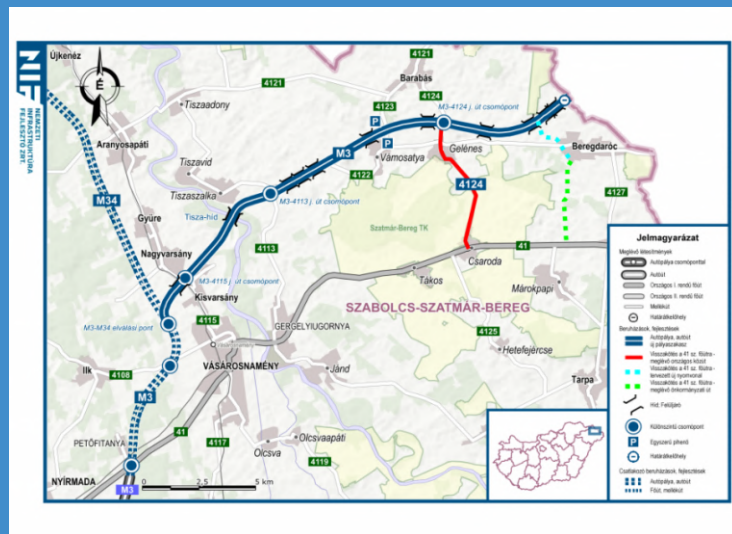 NIF
NEMZETI
INFRASTRUKTÚRA
FEJLESZTŐ ZRT.
Újkenéz
É
4121
4121
Barabás
Tiszaadony
4123
4124
M3-4124 j. út csomópont
Aranyosapáti
P
P
M3
Gelénes
Beregdaróc
Vámosatya
Tiszavid
4122
M3-4113 j. út csomópont
4124
4127
M34
Tiszaszalka
Gyüre
Tisza-híd
Szatmár-Bereg TK
4113
41
Nagyvarsány
Csaroda
M3-4115 j. út csomópont
Tákos
Márokpapi
Kisvarsány
SZABOLCS-SZATMÁR-BEREG
M3-M34 elválási pont
4115
GERGELYIUGORNYA
4125
Hetefejércse
4108
VÁSÁROSNAMÉNY
Jánd
Ilk
Tarpa
M3
41
Olcsvaapáti
PETŐFITANYA
4117
Olcsva
4119
NYÍRMADA
M3
0
2,5
5 km
Jelmagyarázat
Meglévő létesítmények
Autópálya csomóponttal
Autóút
Országos I. rendű főút
Országos II. rendű főút
Mellékút
Határátkelőhely
Beruházások, fejlesztések
Autópálya, autóút
új pályaszakasz
Visszakötés a 41 sz. főútra-
meglévő országos közút
Visszakötés a 41 sz. főútra-
tervezett új nyomvonal
Visszakötés a 41 sz. főútra-
meglévő önkormányzati út
Híd: Felüljáró
Különszintű csomópont
P
Egyszerű pihenő
Határátkelőhely
Csatlakozó beruházások, fejlesztések
Autópálya, autóút
Főút, mellékút